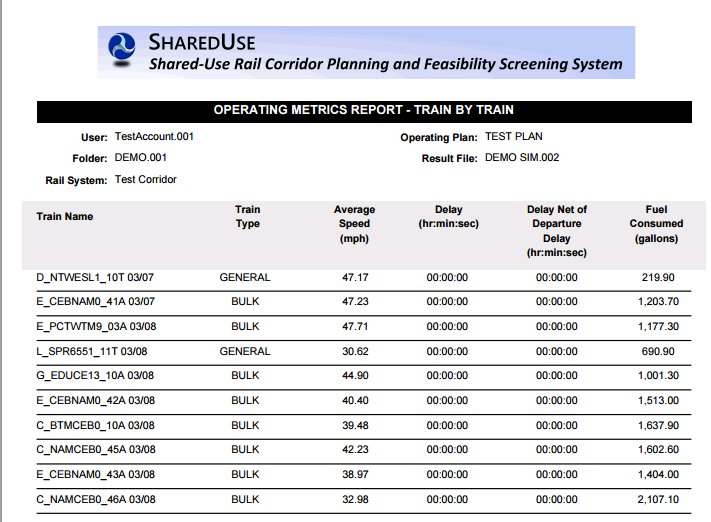 SHAREDUSE
Shared-Use Rail Corridor Planning and Feasibility Screening System
OPERATING METRICS REPORT - TRAIN BY TRAIN
User: TestAccount.001 Operating Plan: TEST PLAN
Folder: DEMO.001 Result File: DEMO SIM.002
Rail System: Test Corridor
Train Name Train Type Average Speed (mph) Delay (hr:min:sec) Delay Net of Departure Delay (hr:min:sec) Fuel Consumed (gallons)
D_NTWESL1_10T 03/07 GENERAL 47.17 00:00:00 00:00:00 219.90
E_CEBNAM0_41A 03/07 BULK 47.23 00:00:00 00:00:00 1,203.70
E_PCTWTM9_03A 03/08 BULK 47.71 00:00:00 00:00:00 1,177.30
L_SPR6551_11T 03/08 GENERAL 30.62 00:00:00 00:00:00 690.90
G_EDUCE13_10A 03/08 BULK 44.90 00:00:00 00:00:00 1,001.30
E_CEBNAM0_42A 03/08 BULK 40.40 00:00:00 00:00:00 1,513.00
C_BTMCEB0_10A 03/08 BULK 39.48 00:00:00 00:00:00 1,637.90
C_NAMCEB0_45A 03/08 BULK 42.23 00:00:00 00:00:00 1,602.60
E_CEBNAM0_43A 03/08 BULK 38.97 00:00:00 00:00:00 1,404.00
C_NAMCEB0_46A 03/08 BULK 32.98 00:00:00 00:00:00 2,107.10